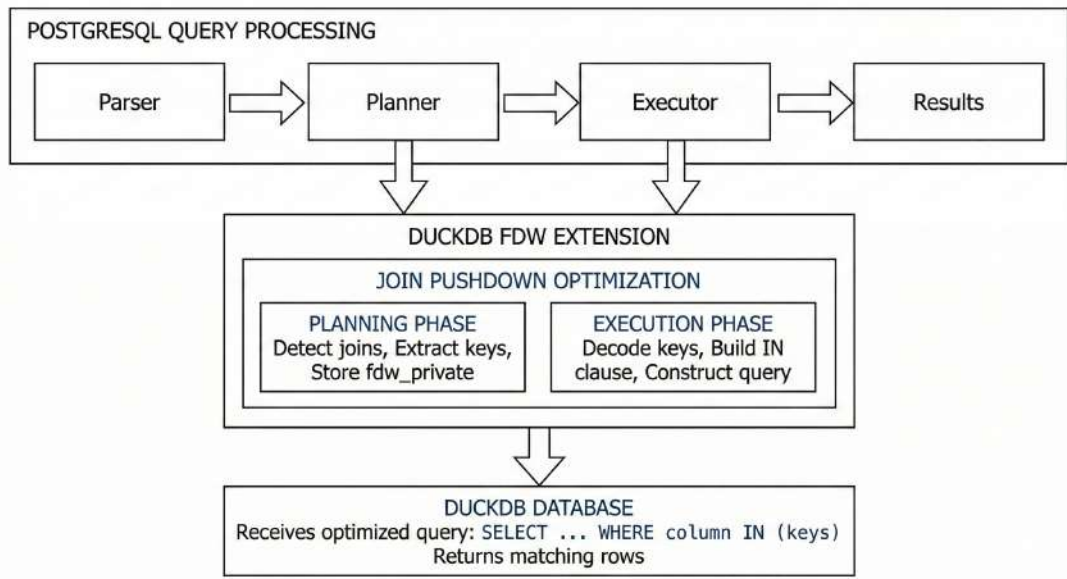 POSTGRESQL QUERY PROCESSING
Parser
Planner
Executor
Results
DUCKDB FDW EXTENSION
JOIN PUSHDOWN OPTIMIZATION
PLANNING PHASE
Detect joins, Extract keys,
Store fdw_private
EXECUTION PHASE
Decode keys, Build IN
clause, Construct query
DUCKDB DATABASE
Receives optimized query: SELECT ... WHERE column IN (keys)
Returns matching rows